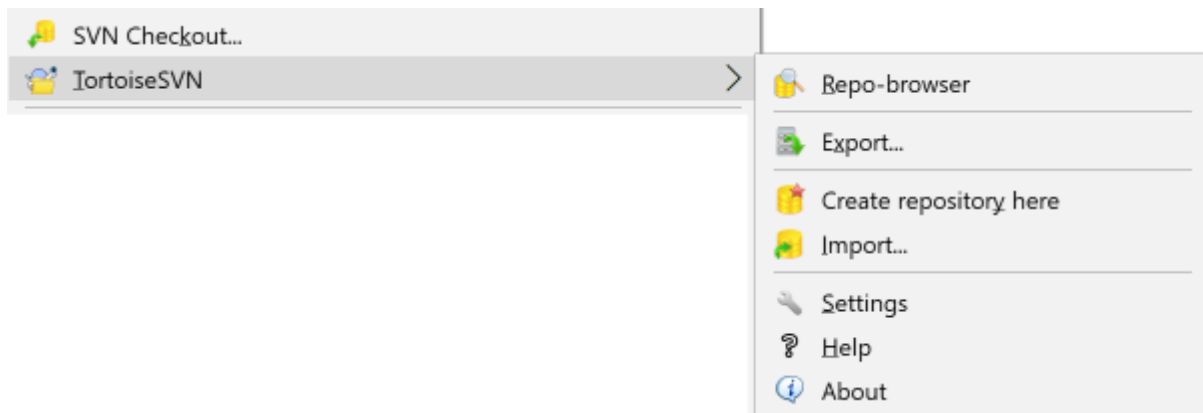 SVN Checkout...
TortoiseSVN
Repo-browser
Export...
Create repository here
Import...
Settings
Help
About